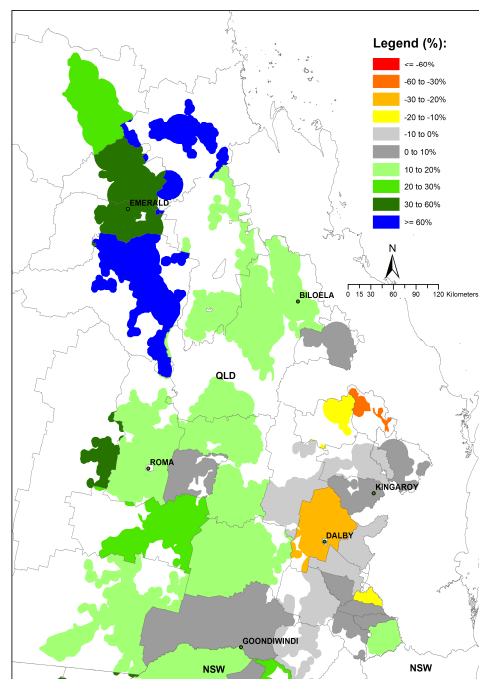 Legend (%):
<= -60%
-60 to -30%
-30 to -20%
-20 to -10%
-10 to 0%
0 to 10%
10 to 20%
20 to 30%
30 to 60%
>= 60%
N
0 15 30 60 90 120 Kilometers
EMERALD
BILOELA
QLD
ROMA
KINGAROY
DALBY
GOONDIWINDI
NSW
NSW